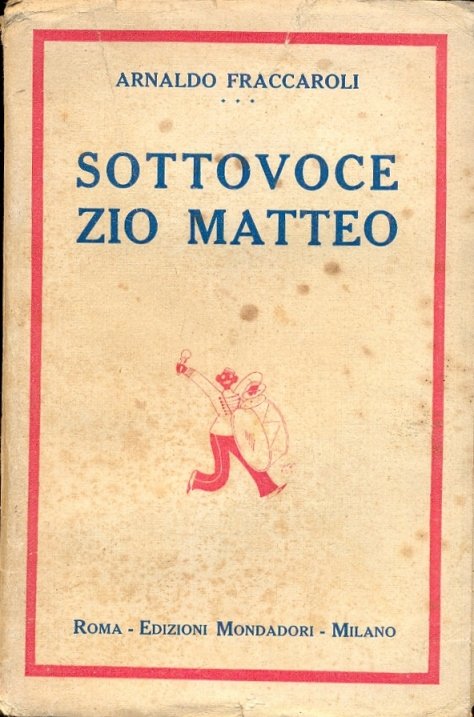 ARNALDO FRACCAROLI
SOTTOVOCE
ZIO MATTEO
ROMA - EDIZIONI MONDADORI - MILANO